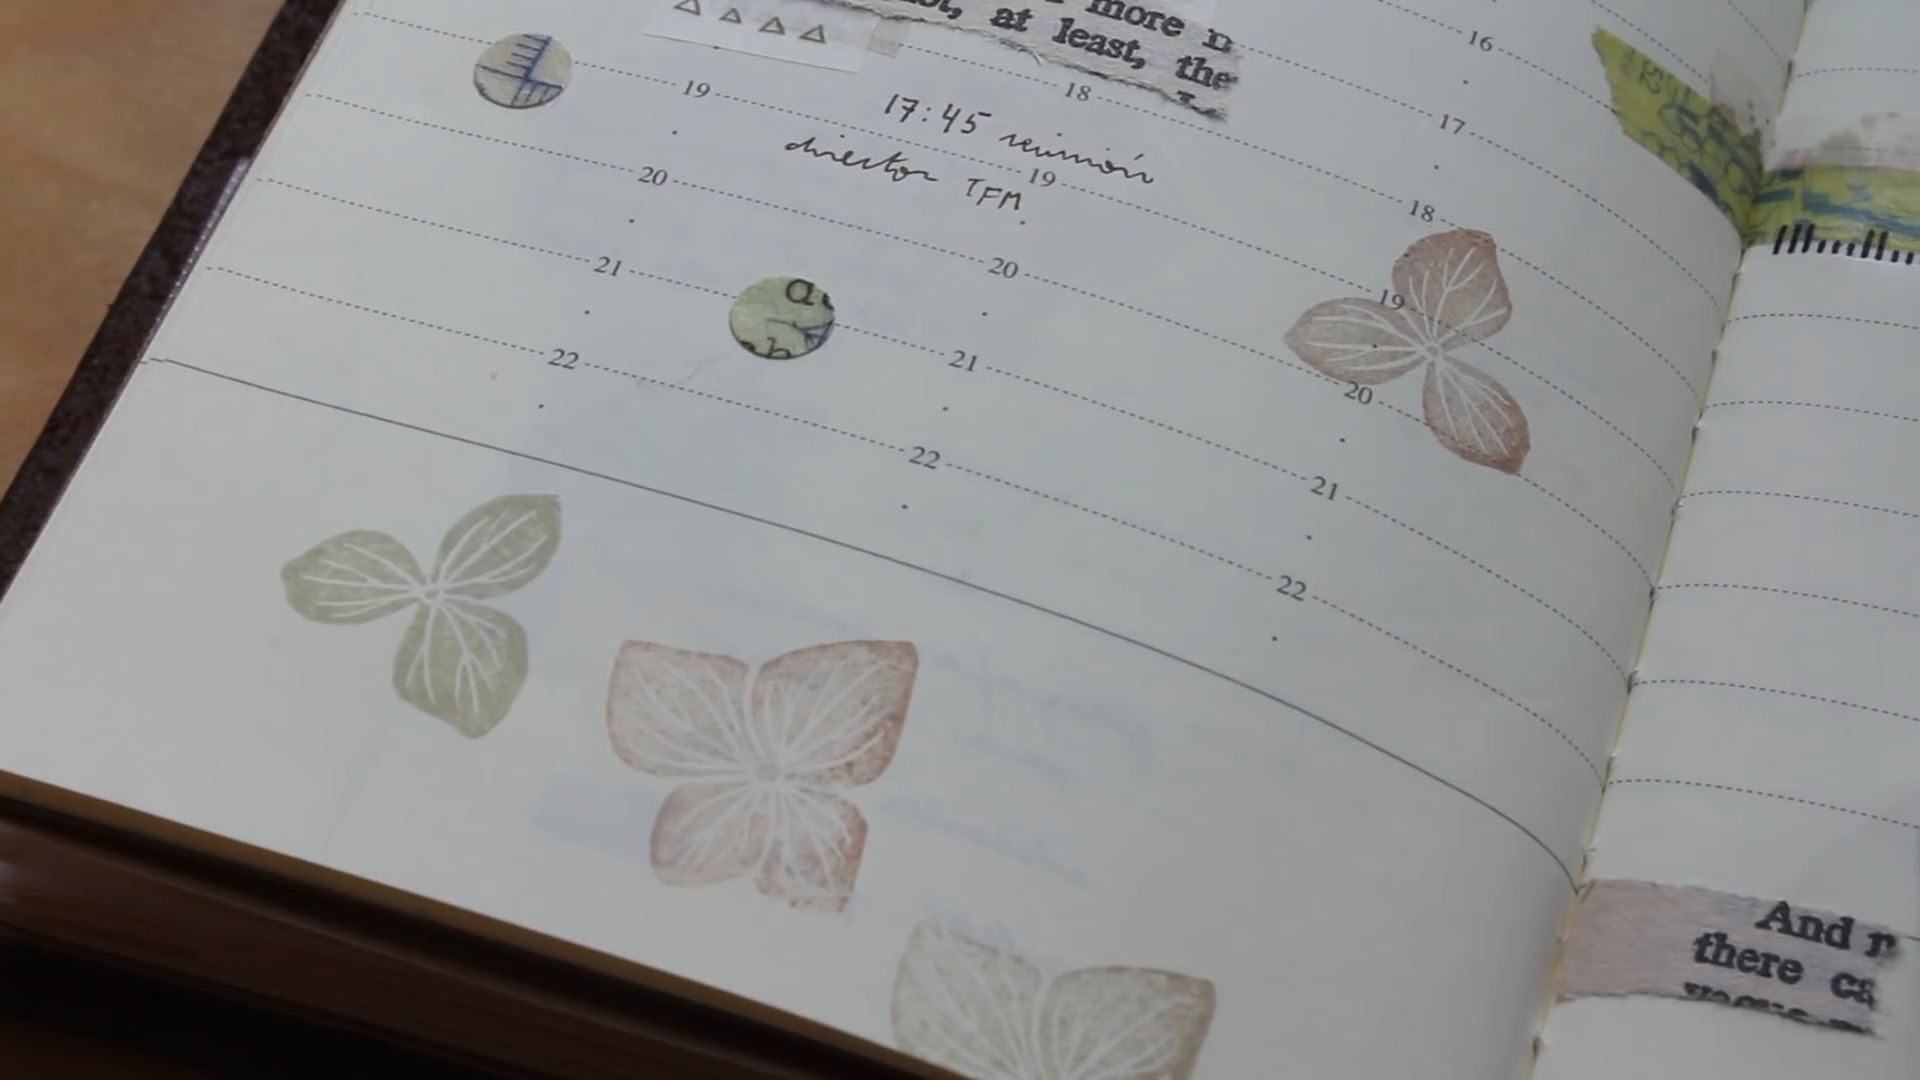 more
at least, the
16
19
18
17
17:45 reunión
director TFM
20
19
18
21
20
19
22
21
20
22
21
22
And
there